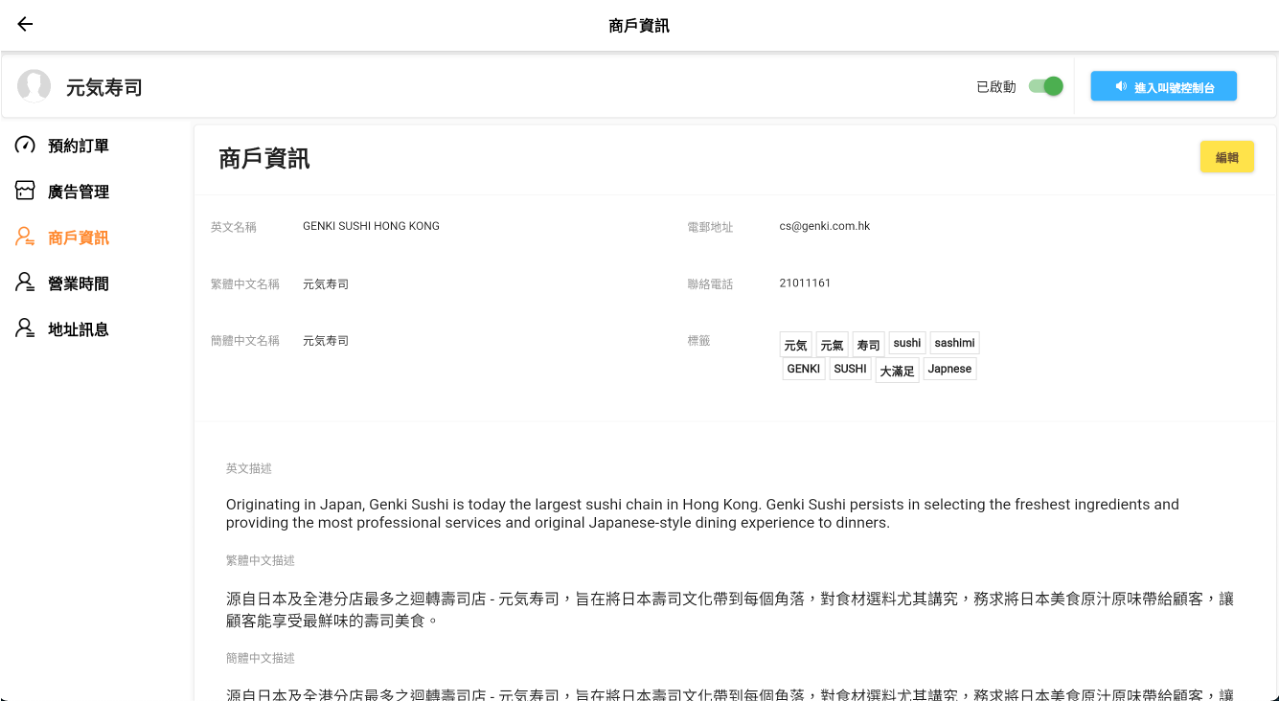 商戶資訊
元気寿司
已啟動
進入叫號控制台
預約訂單
廣告管理
商戶資訊
營業時間
地址訊息
商戶資訊
編輯
英文名稱 GENKI SUSHI HONG KONG
電郵地址 cs@genki.com.hk
繁體中文名稱 元気寿司
聯絡電話 21011161
簡體中文名稱 元気寿司
標籤 元気 元氣 寿司 sushi sashimi
GENKI SUSHI 大滿足 Japnese
英文描述
Originating in Japan, Genki Sushi is today the largest sushi chain in Hong Kong. Genki Sushi persists in selecting the freshest ingredients and
providing the most professional services and original Japanese-style dining experience to dinners.
繁體中文描述
源自日本及全港分店最多之迴轉壽司店 - 元気寿司，旨在將日本壽司文化帶到每個角落，對食材選料尤其講究，務求將日本美食原汁原味帶給顧客，讓
顧客能享受最鮮味的壽司美食。
簡體中文描述
源自日本及全港分店最多之迴轉壽司店 - 元気寿司，旨在將日本壽司文化帶到每個角落，對食材選料尤其講究，務求將日本美食原汁原味帶給顧客，讓